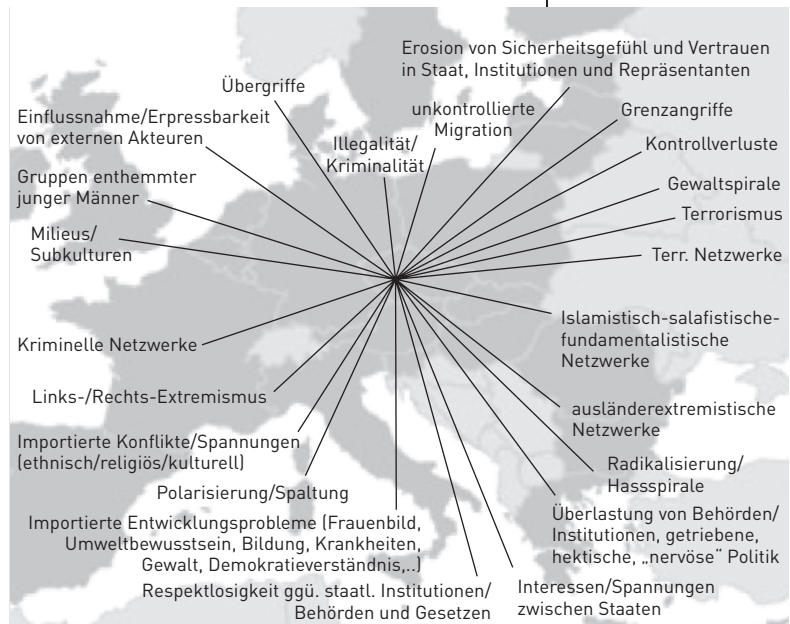 Erosion von Sicherheitsgefühl und Vertrauen
in Staat, Institutionen und Repräsentanten
Übergriffe
unkontrollierte
Migration
Grenzangriffe
Einflussnahme/Erpressbarkeit
von externen Akteuren
Illegalität/
Kriminalität
Kontrollverluste
Gruppen enthemmter
junger Männer
Gewaltspirale
Terrorismus
Milieus/
Subkulturen
Terr. Netzwerke
Islamistisch-salafistische-
fundamentalistische
Netzwerke
Kriminelle Netzwerke
Links-/Rechts-Extremismus
ausländerextremistische
Netzwerke
Importierte Konflikte/Spannungen
(ethnisch/religiös/kulturell)
Radikalisierung/
Hassspirale
Polarisierung/Spaltung
Überlastung von Behörden/
Institutionen, getriebene,
hektische, „nervöse“ Politik
Importierte Entwicklungsprobleme (Frauenbild,
Umweltbewusstsein, Bildung, Krankheiten,
Gewalt, Demokratieverständnis,..)
Respektlosigkeit ggü. staatl. Institutionen/
Behörden und Gesetzen
Interessen/Spannungen
zwischen Staaten